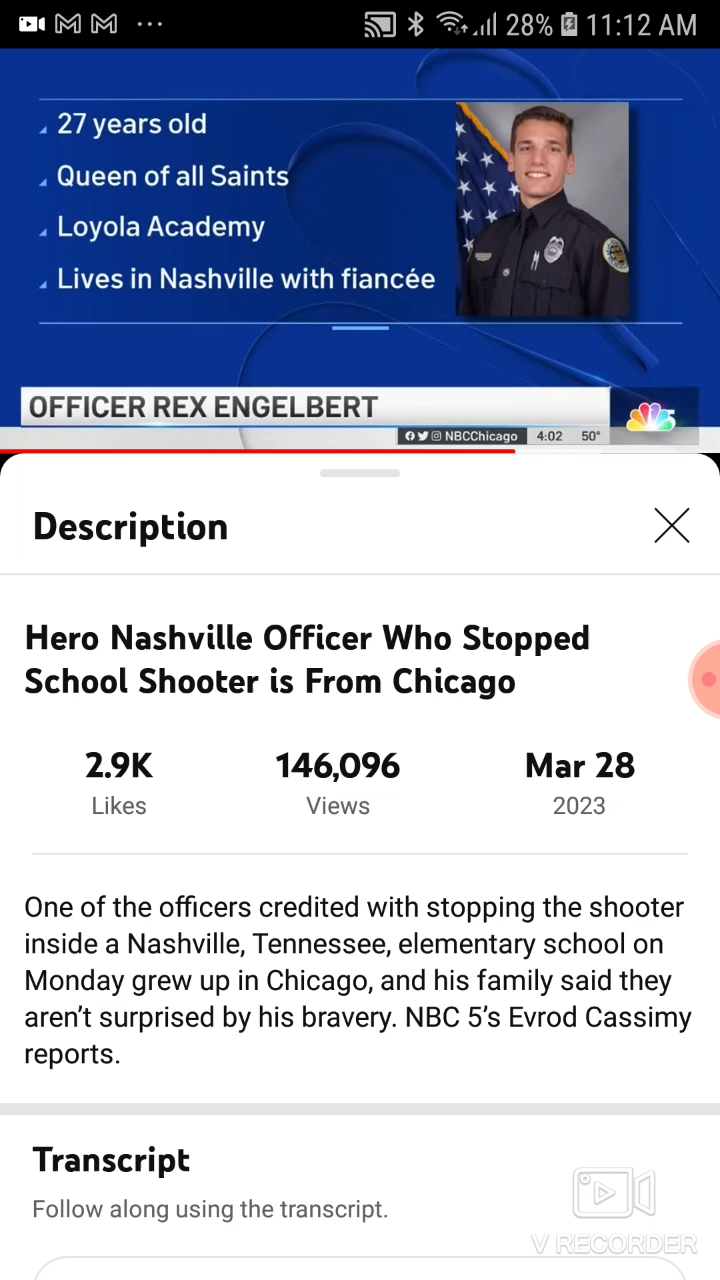 28% 11:12 AM
27 years old
Queen of all Saints
Loyola Academy
Lives in Nashville with fiancée
OFFICER REX ENGELBERT
NBCChicago 4:02 50°
Description
Hero Nashville Officer Who Stopped
School Shooter is From Chicago
2.9K 146,096 Mar 28
Likes Views 2023
One of the officers credited with stopping the shooter
inside a Nashville, Tennessee, elementary school on
Monday grew up in Chicago, and his family said they
aren’t surprised by his bravery. NBC 5’s Evrod Cassimy
reports.
Transcript
Follow along using the transcript.
V RECORDER